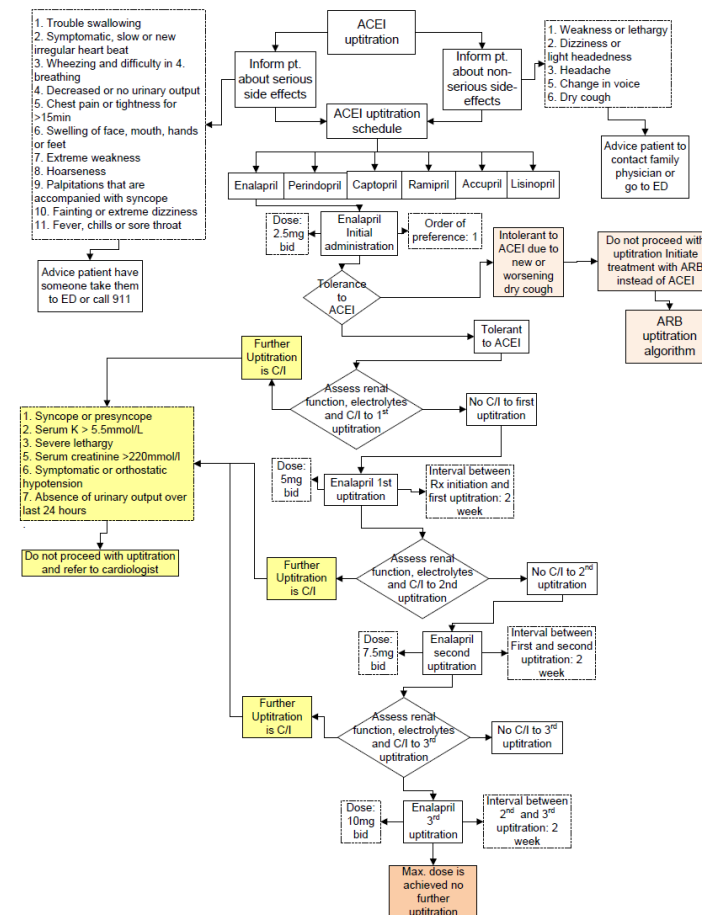 ACEI
uptitration
1. Trouble swallowing
2. Symptomatic, slow or new
irregular heart beat
3. Wheezing and difficulty in 4.
breathing
4. Decreased or no urinary output
5. Chest pain or tightness for
>15min
6. Swelling of face, mouth, hands
or feet
7. Extreme weakness
8. Hoarseness
9. Palpitations that are
accompanied with syncope
10. Fainting or extreme dizziness
11. Fever, chills or sore throat
Inform pt.
about serious
side effects
Inform pt.
about non-
serious side-
effects
1. Weakness or lethargy
2. Dizziness or
light headedness
3. Headache
5. Change in voice
6. Dry cough
ACEI uptitration
schedule
Advice patient to
contact family
physician or
go to ED
Enalapril
Perindopril
Captopril
Ramipril
Accupril
Lisinopril
Dose:
2.5mg
bid
Enalapril
Initial
administration
Order of
preference: 1
Advice patient have
someone take them
to ED or call 911
Tolerance
to
ACEI
Intolerant to
ACEI due to
new or
worsening
dry cough
Do not proceed with
uptitration Initiate
treatment with ARB
instead of ACEI
ARB
uptitration
algorithm
Tolerant
to ACEI
Further
Uptitration
is C/I
Assess renal
function, electrolytes
and C/I to 1st
uptitration
No C/I to first
uptitration
1. Syncope or presyncope
2. Serum K > 5.5mmol/L
3. Severe lethargy
5. Serum creatinine >220mmol/l
6. Symptomatic or orthostatic
hypotension
7. Absence of urinary output over
last 24 hours
.
Do not proceed with uptitration
and refer to cardiologist
Dose:
5mg
bid
Enalapril 1st
uptitration
Interval between
Rx initiation and
first uptitration: 2
week
Further
Uptitration
is C/I
Assess renal
function, electrolytes
and C/I to 2nd
uptitration
No C/I to 2nd
uptitration
Dose:
7.5mg
bid
Enalapril
second
uptitration
Interval between
First and second
uptitration: 2
week
Further
Uptitration
is C/I
Assess renal
function, electrolytes
and C/I to 3rd
uptitration
No C/I to 3rd
uptitration
Dose:
10mg
bid
Enalapril
3rd
uptitration
Interval between
2nd and 3rd
uptitration: 2
week
Max. dose is
achieved no
further
uptitration